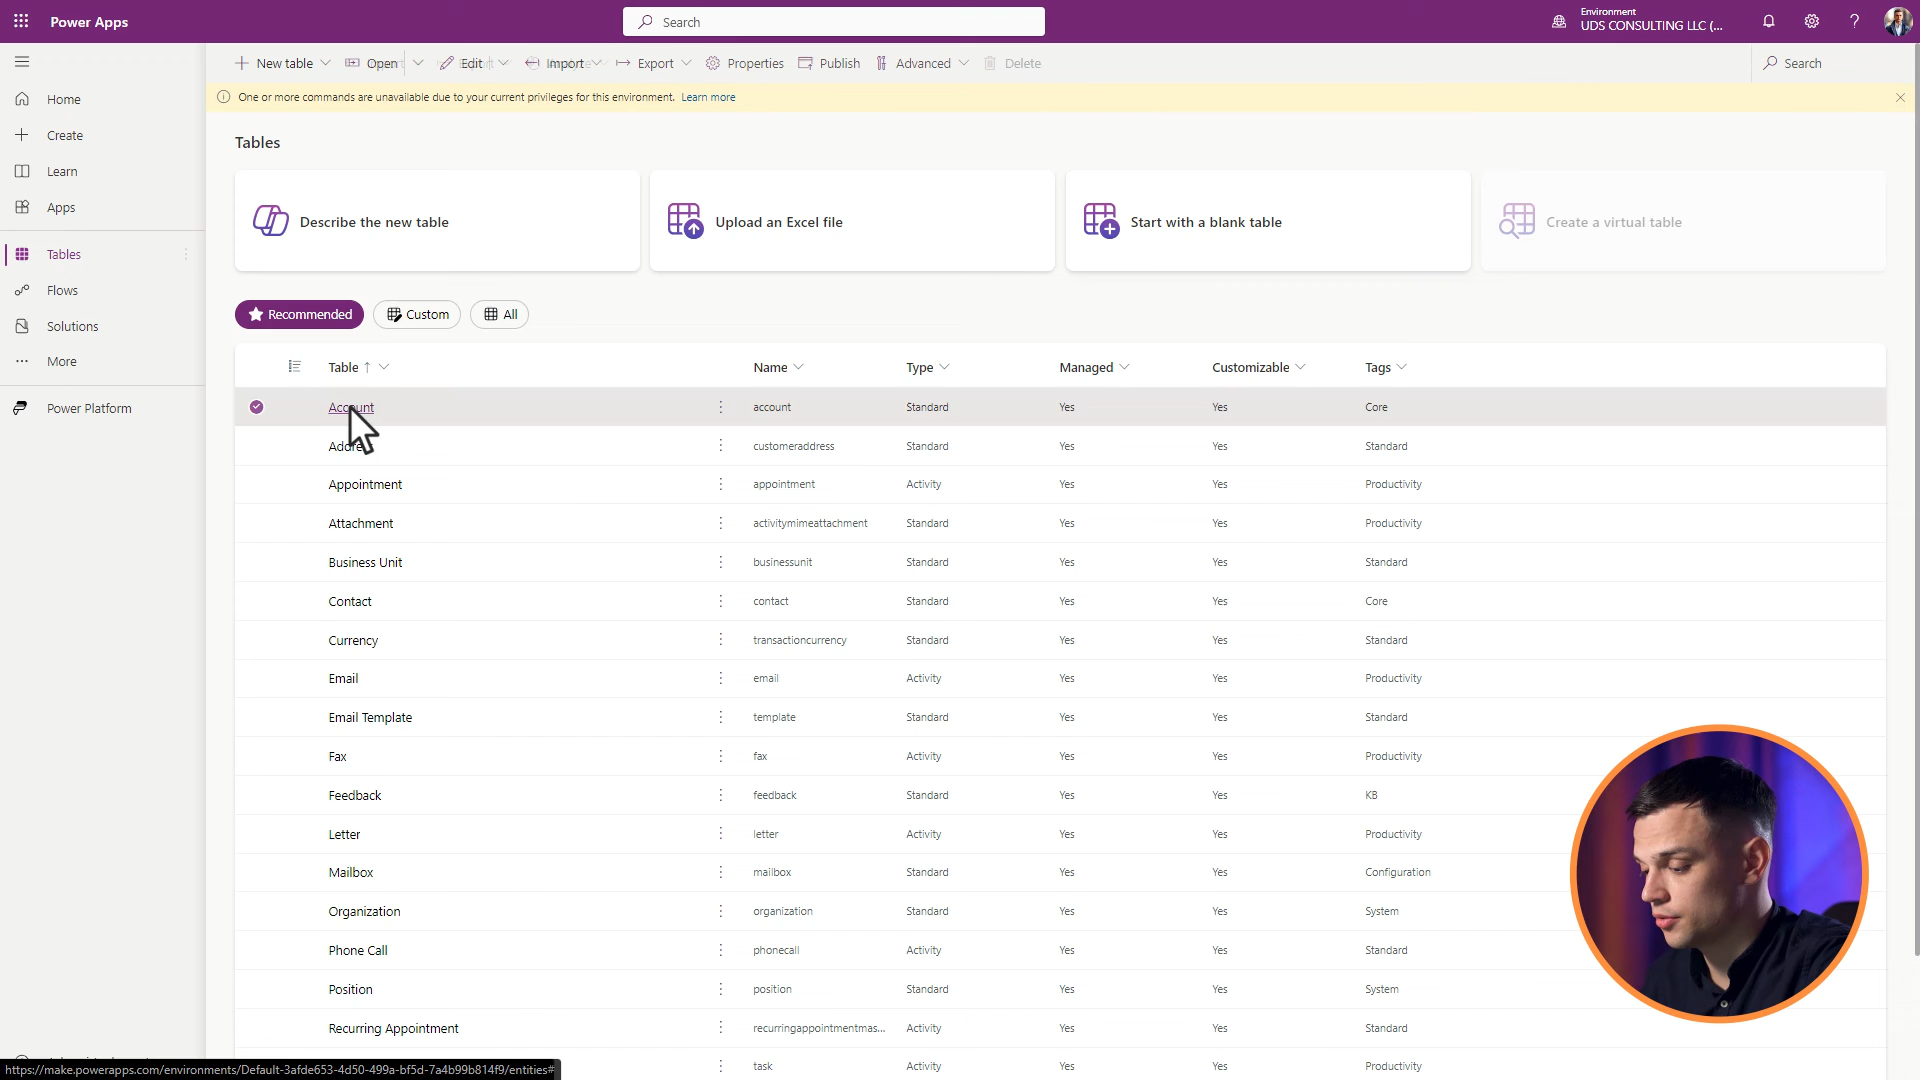 Power Apps
Search
Environment
UDS CONSULTING LLC (...
New table
Open
Edit
Import
Export
Properties
Publish
Advanced
Delete
Search
One or more commands are unavailable due to your current privileges for this environment. Learn more
Home
Create
Learn
Apps
Tables
Flows
Solutions
More
Power Platform
Tables
Describe the new table
Upload an Excel file
Start with a blank table
Create a virtual table
Recommended
Custom
All
Table Name Type Managed Customizable Tags
Account account Standard Yes Yes Core
customeraddress Standard Yes Yes Standard
Appointment appointment Activity Yes Yes Productivity
Attachment activitymimeattachment Standard Yes Yes Productivity
Business Unit businessunit Standard Yes Yes Standard
Contact contact Standard Yes Yes Core
Currency transactioncurrency Standard Yes Yes Standard
Email email Activity Yes Yes Productivity
Email Template template Standard Yes Yes Standard
Fax fax Activity Yes Yes Productivity
Feedback feedback Standard Yes Yes KB
Letter letter Activity Yes Yes Productivity
Mailbox mailbox Standard Yes Yes Configuration
Organization organization Standard Yes Yes System
Phone Call phonecall Activity Yes Yes Standard
Position position Standard Yes Yes System
Recurring Appointment recurringappointmentmas... Activity Yes Yes Standard
task Activity Yes Yes Productivity
https://make.powerapps.com/environments/Default-3afde653-4d50-499a-bf5d-7a4b99b814f9/entities#